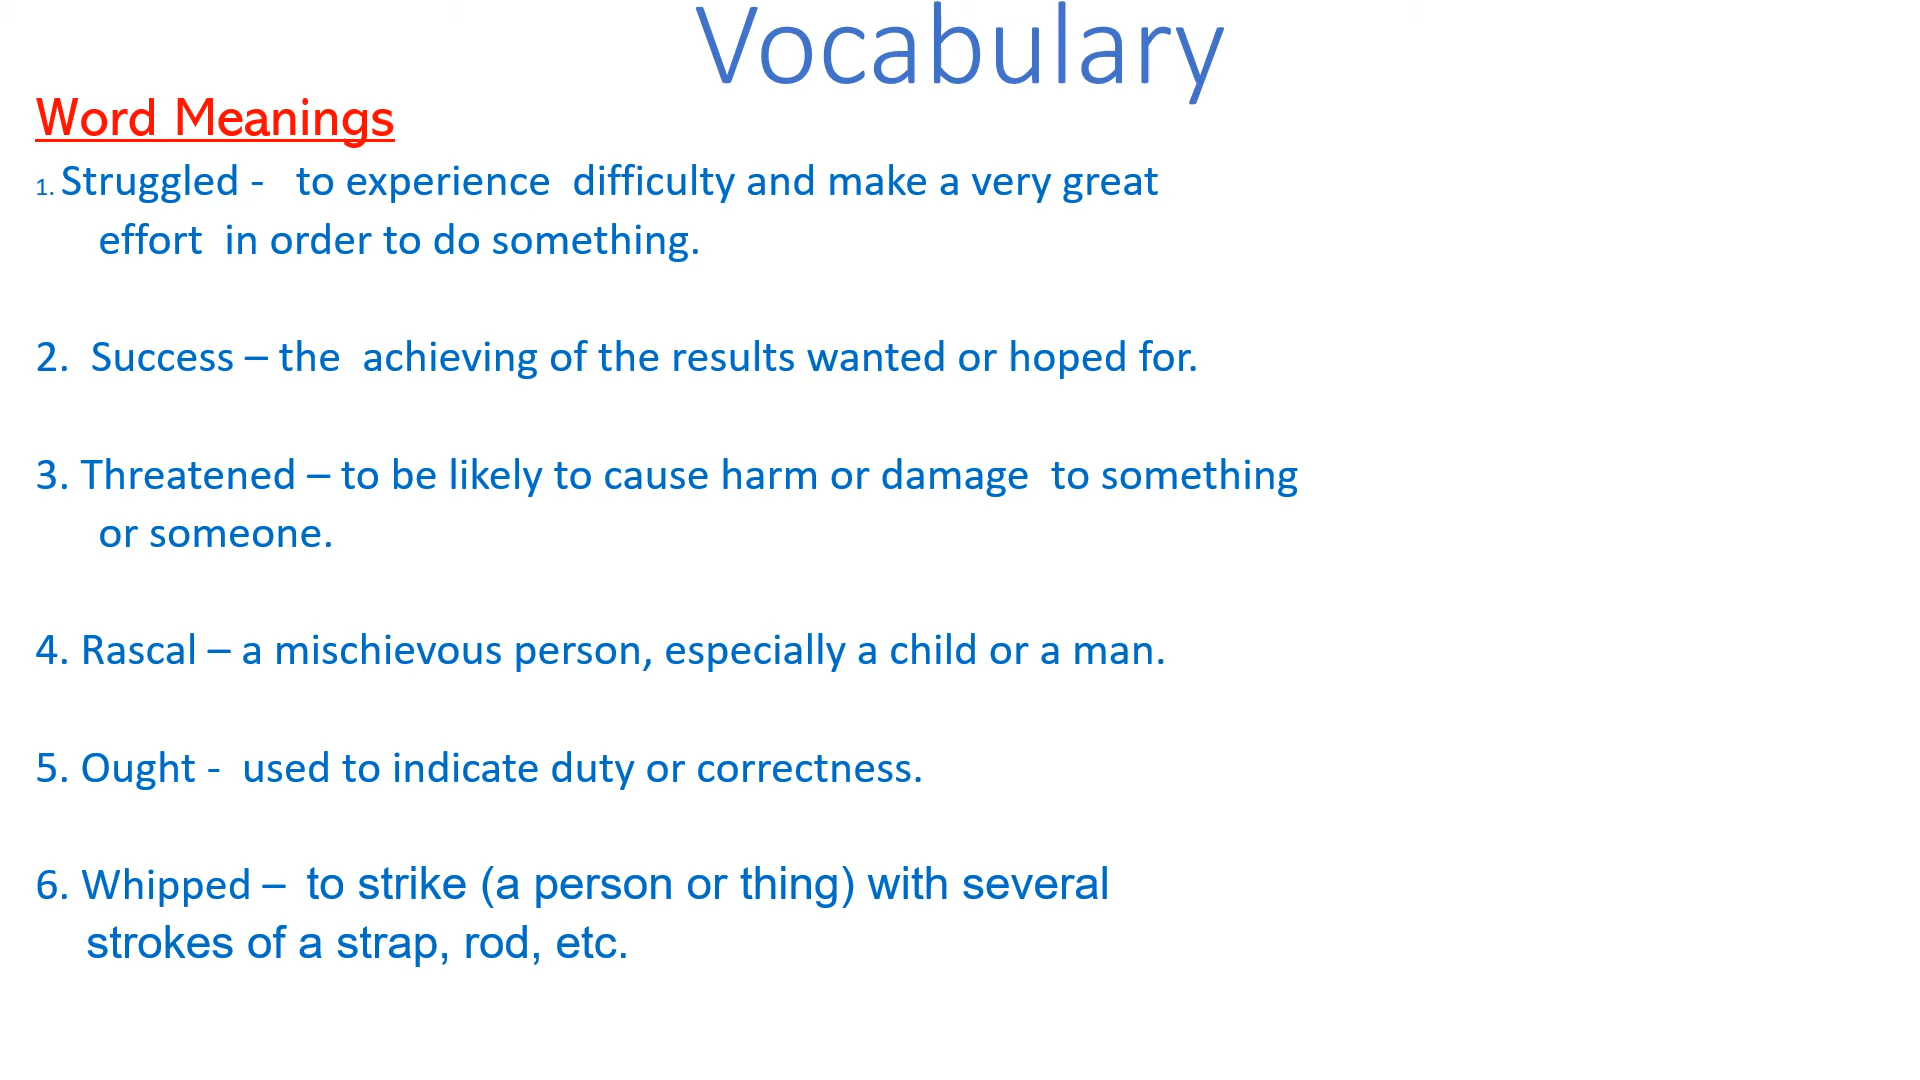 Vocabulary
Word Meanings
1. Struggled -   to experience  difficulty and make a very great
effort  in order to do something.
2.  Success – the  achieving of the results wanted or hoped for.
3. Threatened – to be likely to cause harm or damage  to something
or someone.
4. Rascal – a mischievous person, especially a child or a man.
5. Ought -  used to indicate duty or correctness.
6. Whipped –  to strike (a person or thing) with several
strokes of a strap, rod, etc.